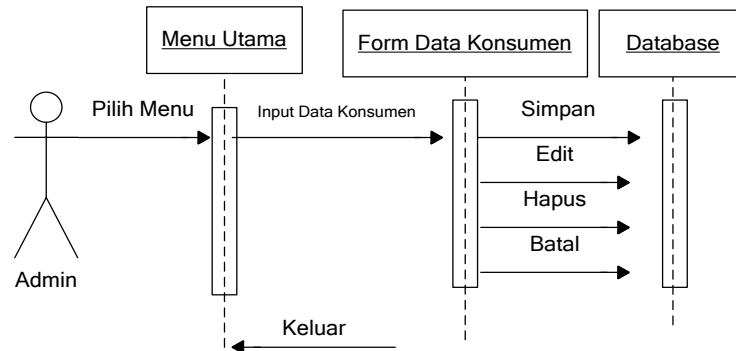 Menu Utama
Form Data Konsumen
Database
Pilih Menu
Input Data Konsumen
Simpan
Edit
Hapus
Batal
Admin
Keluar